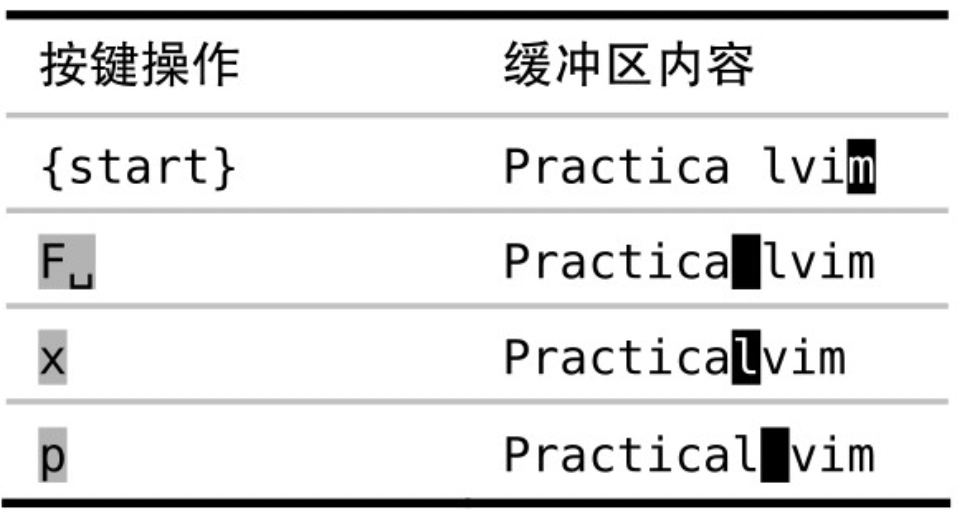 按键操作 缓冲区内容
{start} Practica lvim
F␣ Practica lvim
x Practicalvim
p Practical vim